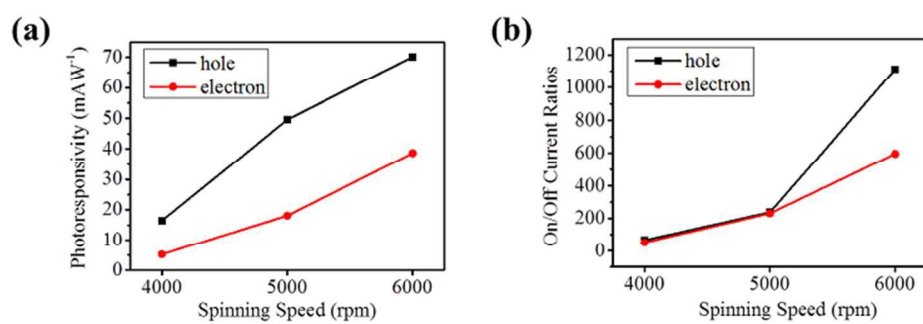 (a)
Photoresponsivity (mAW⁻¹)
70
60
50
40
30
20
10
0
hole
electron
4000
5000
6000
Spinning Speed (rpm)
(b)
On/Off Current Ratios
1200
1000
800
600
400
200
0
hole
electron
4000
5000
6000
Spinning Speed (rpm)